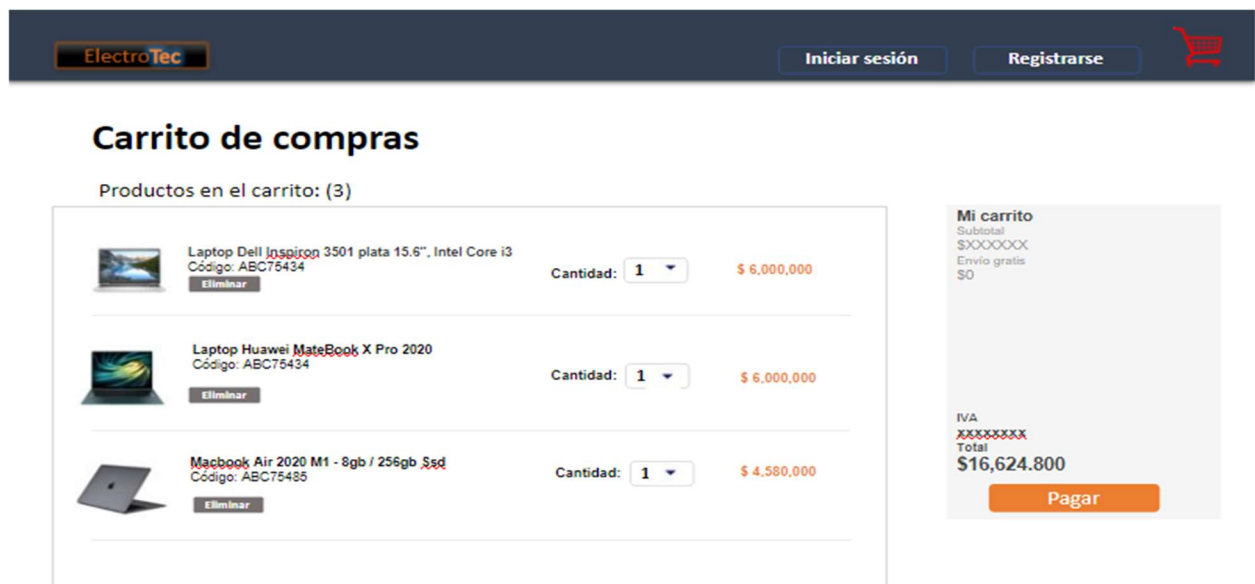 ElectroTec
Iniciar sesión
Registrarse
Carrito de compras
Productos en el carrito: (3)
Laptop Dell Inspiron 3501 plata 15.6", Intel Core i3
Código: ABC75434
Eliminar
Cantidad: 1
$ 6,000,000
Laptop Huawei MateBook X Pro 2020
Código: ABC75434
Eliminar
Cantidad: 1
$ 6,000,000
Macbook Air 2020 M1 - 8gb / 256gb Ssd
Código: ABC75485
Eliminar
Cantidad: 1
$ 4,580,000
Mi carrito
Subtotal
$XXXXXX
Envío gratis
$0
IVA
xxxxxxxx
Total
$16,624.800
Pagar